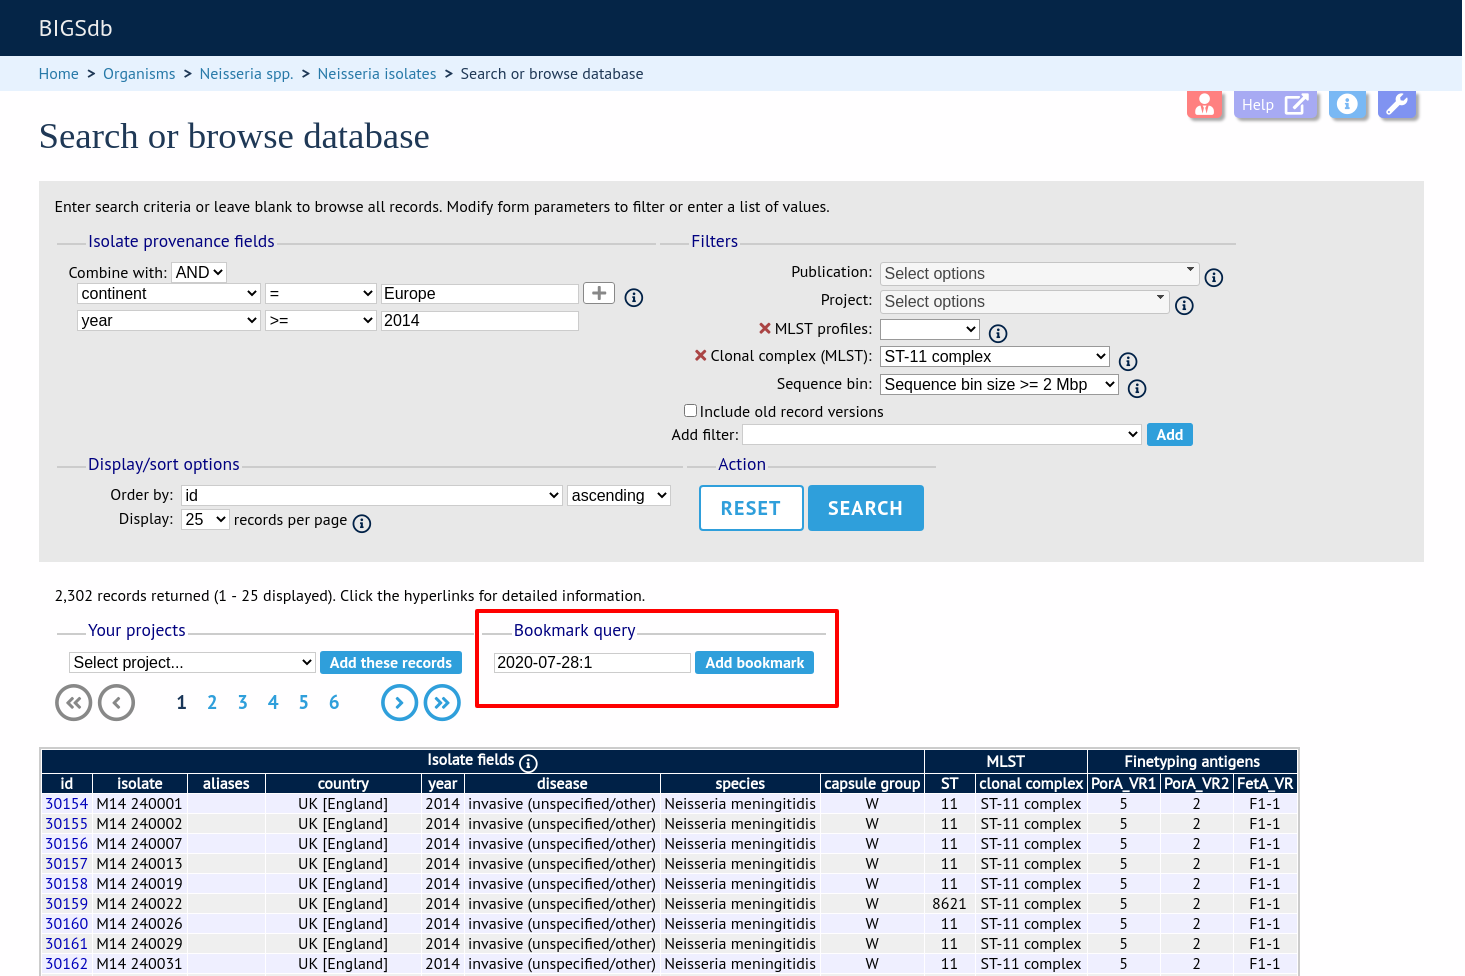 BIGSdb
Home > Organisms > Neisseria spp. > Neisseria isolates > Search or browse database
Help
Search or browse database
Enter search criteria or leave blank to browse all records. Modify form parameters to filter or enter a list of values.
Isolate provenance fields
Combine with: AND
continent = Europe
year >= 2014
Filters
Publication: Select options
Project: Select options
MLST profiles:
Clonal complex (MLST): ST-11 complex
Sequence bin: Sequence bin size >= 2 Mbp
Include old record versions
Add filter: Add
Display/sort options
Order by: id ascending
Display: 25 records per page
Action
RESET SEARCH
2,302 records returned (1 - 25 displayed). Click the hyperlinks for detailed information.
Your projects
Select project... Add these records
Bookmark query
2020-07-28:1 Add bookmark
1 2 3 4 5 6
Isolate fields MLST Finetyping antigens
id isolate aliases country year disease species capsule group ST clonal complex PorA_VR1 PorA_VR2 FetA_VR
30154 M14 240001 UK [England] 2014 invasive (unspecified/other) Neisseria meningitidis W 11 ST-11 complex 5 2 F1-1
30155 M14 240002 UK [England] 2014 invasive (unspecified/other) Neisseria meningitidis W 11 ST-11 complex 5 2 F1-1
30156 M14 240007 UK [England] 2014 invasive (unspecified/other) Neisseria meningitidis W 11 ST-11 complex 5 2 F1-1
30157 M14 240013 UK [England] 2014 invasive (unspecified/other) Neisseria meningitidis W 11 ST-11 complex 5 2 F1-1
30158 M14 240019 UK [England] 2014 invasive (unspecified/other) Neisseria meningitidis W 11 ST-11 complex 5 2 F1-1
30159 M14 240022 UK [England] 2014 invasive (unspecified/other) Neisseria meningitidis W 8621 ST-11 complex 5 2 F1-1
30160 M14 240026 UK [England] 2014 invasive (unspecified/other) Neisseria meningitidis W 11 ST-11 complex 5 2 F1-1
30161 M14 240029 UK [England] 2014 invasive (unspecified/other) Neisseria meningitidis W 11 ST-11 complex 5 2 F1-1
30162 M14 240031 UK [England] 2014 invasive (unspecified/other) Neisseria meningitidis W 11 ST-11 complex 5 2 F1-1